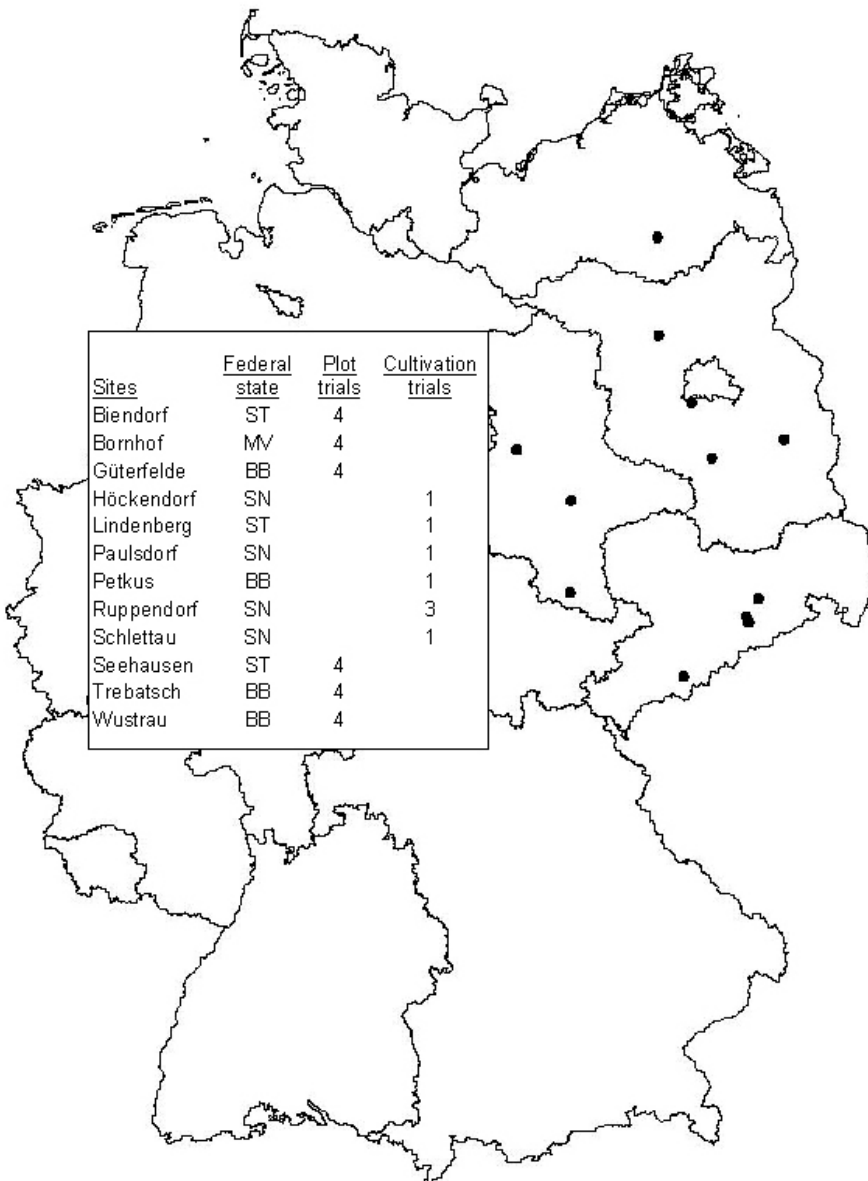 Federal Plot Cultivation
Sites state trials trials
Biendorf ST 4
Bornhof MV 4
Güterfelde BB 4
Höckendorf SN 1
Lindenberg ST 1
Paulsdorf SN 1
Petkus BB 1
Ruppendorf SN 3
Schlettau SN 1
Seehausen ST 4
Trebatsch BB 4
Wustrau BB 4